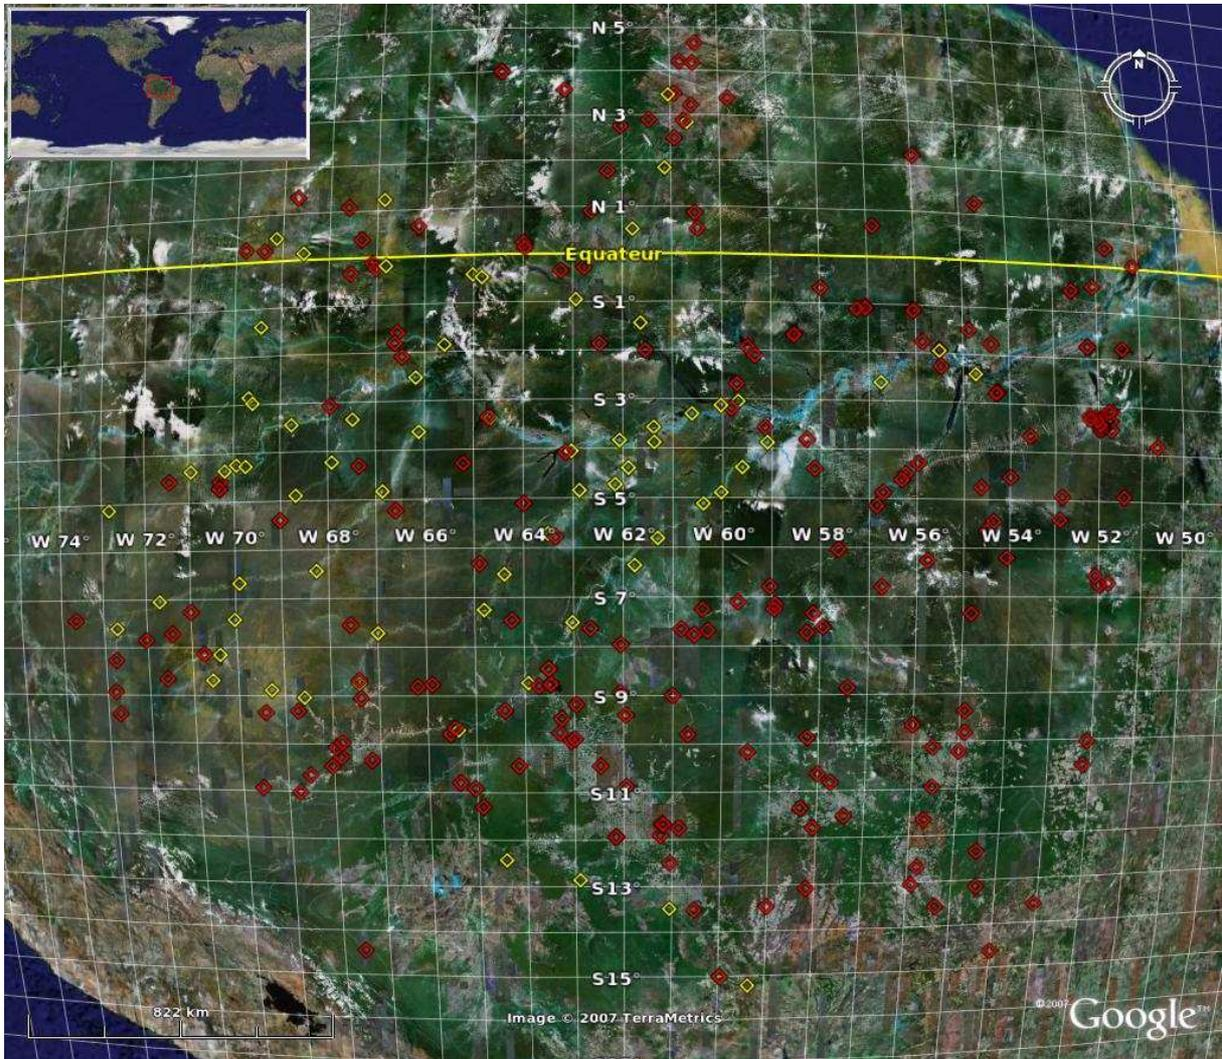 N 5°
N
N 3°
N 1°
Equateur
S 1°
S 3°
S 5°
W 74° W 72° W 70° W 68° W 66° W 64° W 62° W 60° W 58° W 56° W 54° W 52° W 50°
S 7°
S 9°
S11°
S13°
S15°
©2007 Google™
822 km
Image © 2007 TerraMetrics